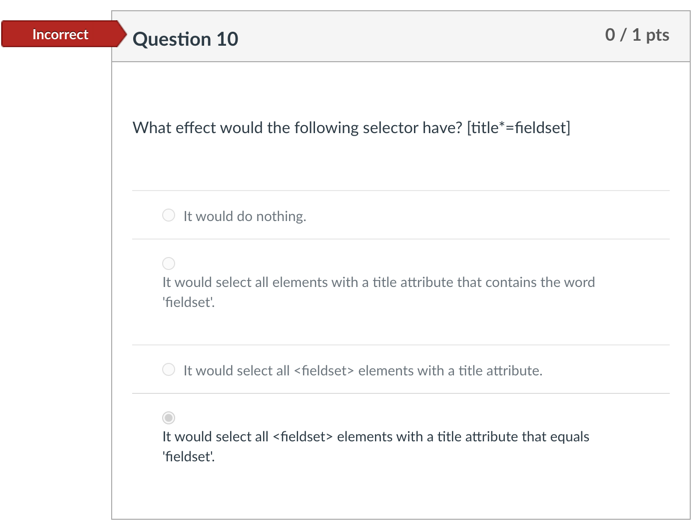 Incorrect
Question 10
0 / 1 pts
What effect would the following selector have? [title*=fieldset]
It would do nothing.
It would select all elements with a title attribute that contains the word
'fieldset'.
It would select all <fieldset> elements with a title attribute.
It would select all <fieldset> elements with a title attribute that equals
'fieldset'.